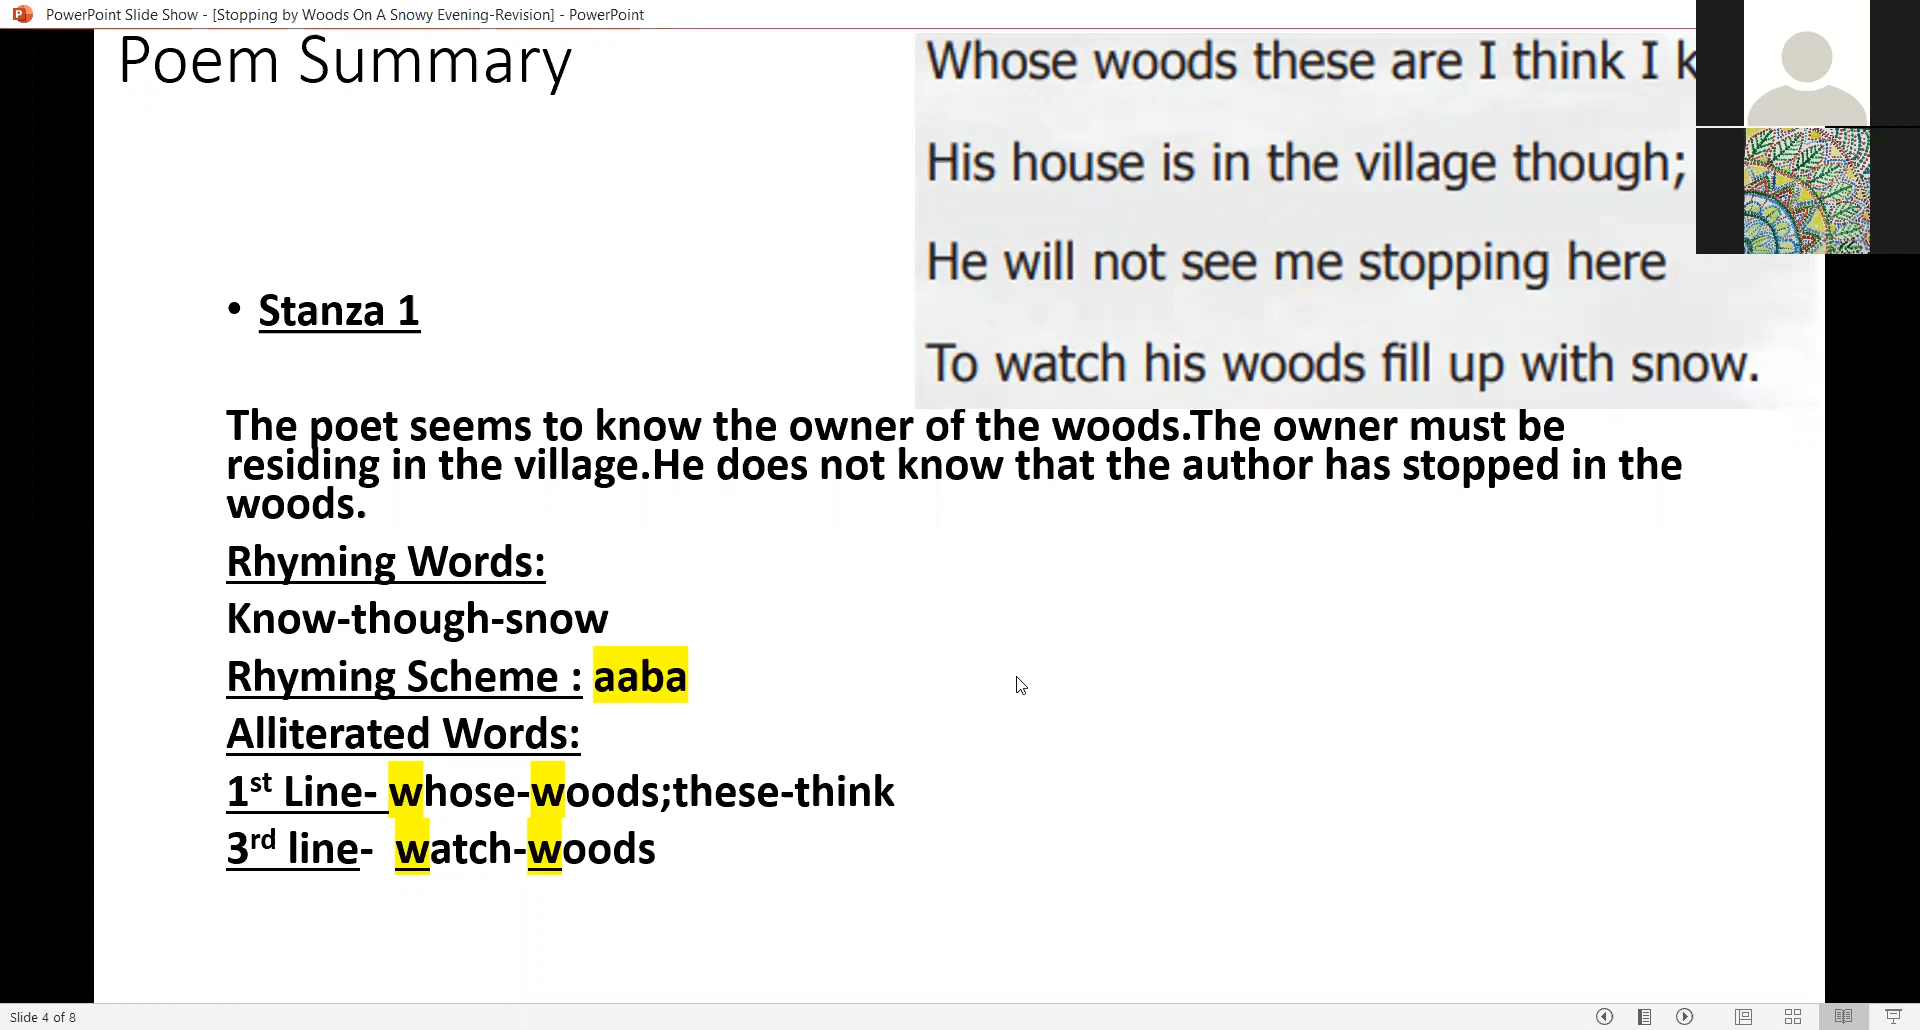 PowerPoint Slide Show - [Stopping by Woods On A Snowy Evening-Revision] - PowerPoint
Poem Summary
Whose woods these are I think I
His house is in the village though;
He will not see me stopping here
To watch his woods fill up with snow.
• Stanza 1
The poet seems to know the owner of the woods.The owner must be
residing in the village.He does not know that the author has stopped in the
woods.
Rhyming Words:
Know-though-snow
Rhyming Scheme : aaba
Alliterated Words:
1st Line- whose-woods;these-think
3rd line- watch-woods
Slide 4 of 8